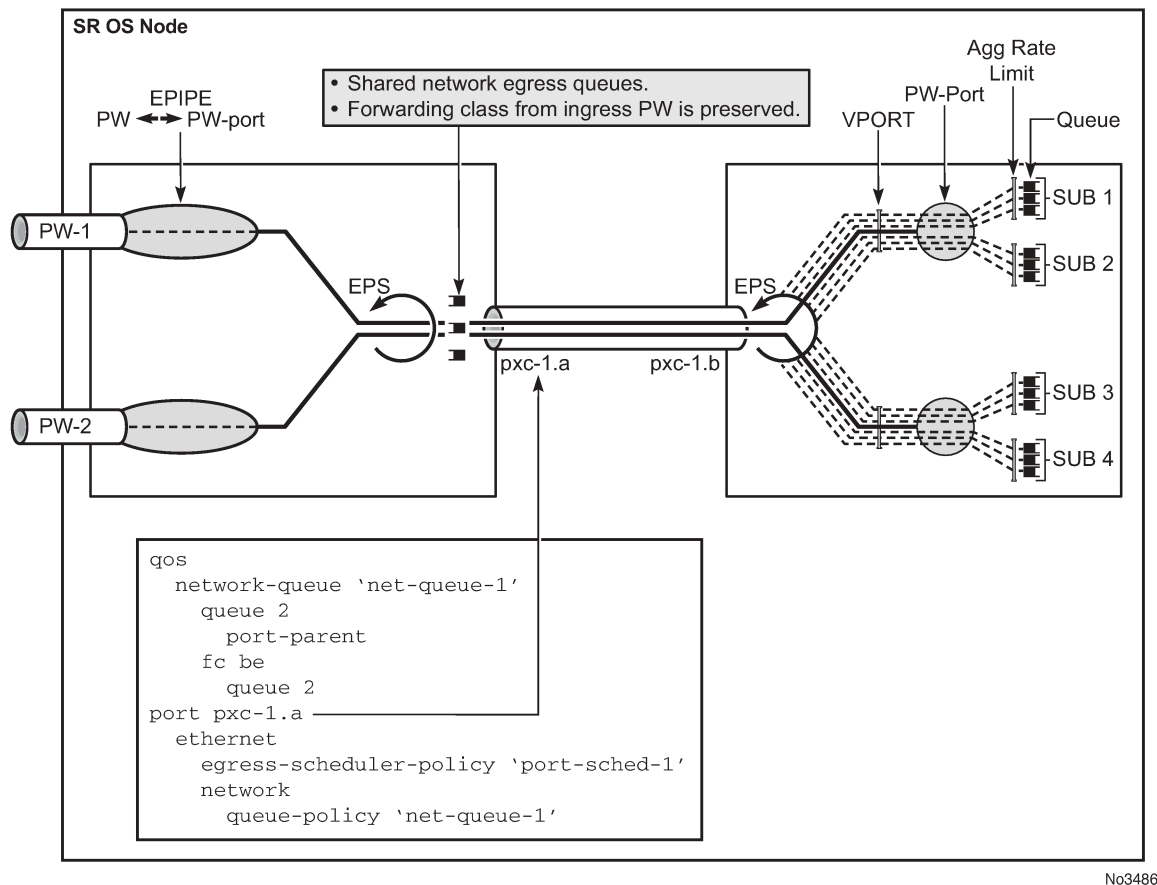 SR OS Node
• Shared network egress queues.
• Forwarding class from ingress PW is preserved.
Agg Rate
Limit
PW-Port
VPORT
Queue
EPIPE
PW PW-port
PW-1
PW-2
EPS
EPS
pxc-1.a
pxc-1.b
SUB 1
SUB 2
SUB 3
SUB 4
qos
network-queue ‘net-queue-1’
queue 2
port-parent
fc be
queue 2
port pxc-1.a
ethernet
egress-scheduler-policy ‘port-sched-1’
network
queue-policy ‘net-queue-1’
No3486